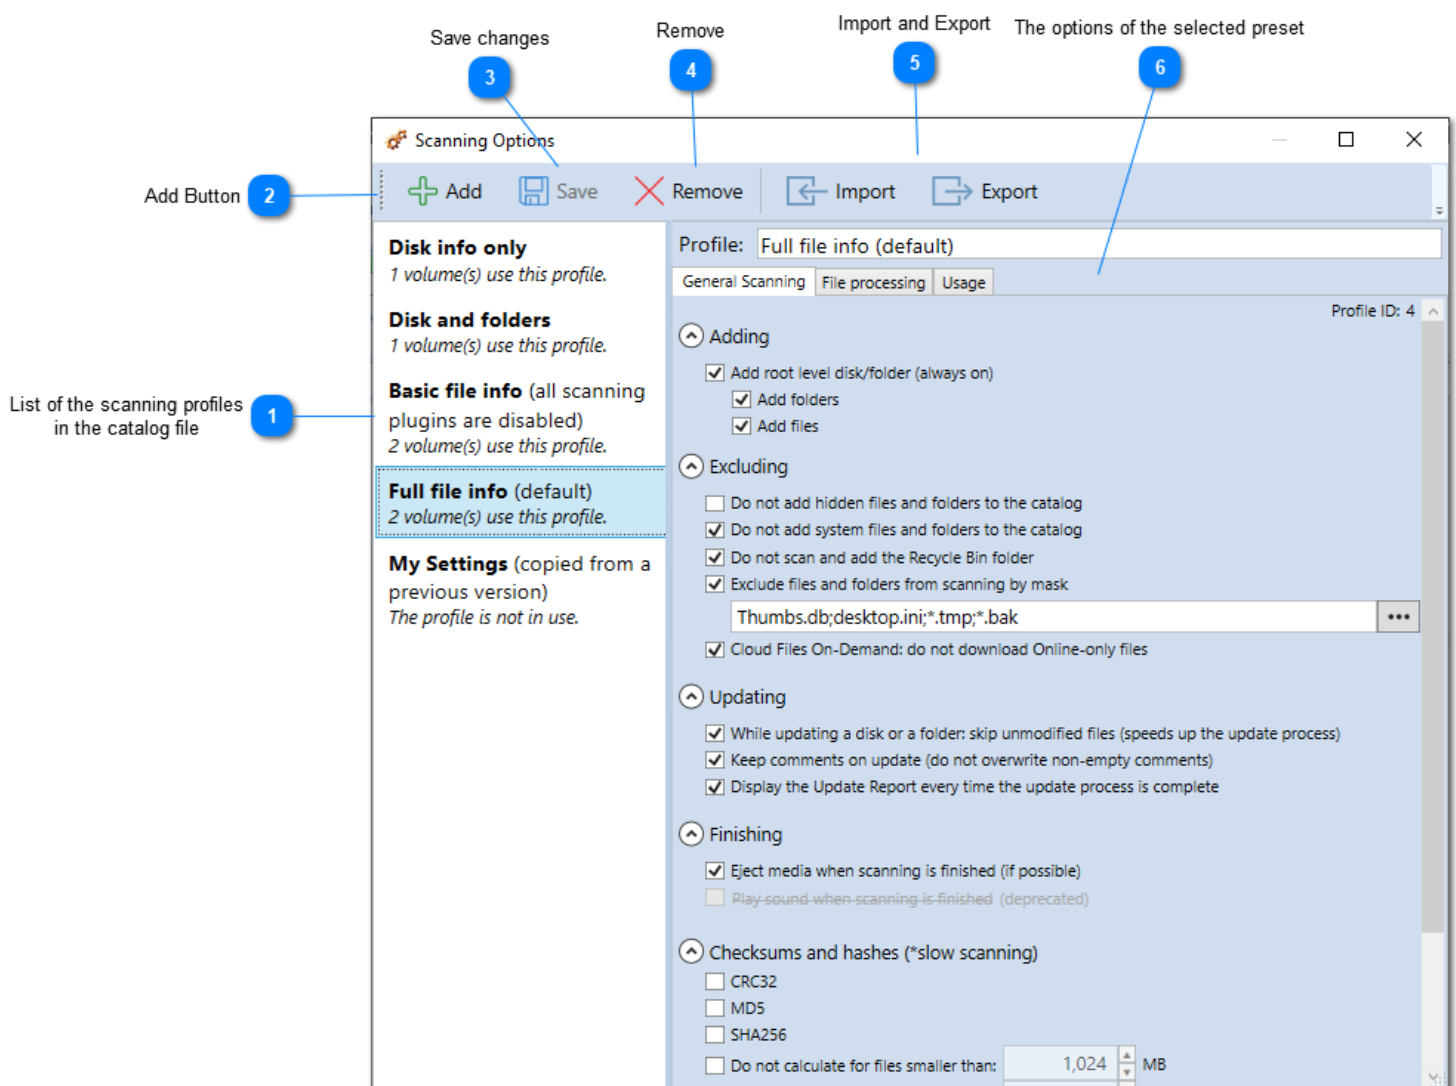 Save changes
3
Remove
4
Import and Export
5
The options of the selected preset
6
Scanning Options
Add Button 2
Add Save Remove Import Export
List of the scanning profiles
in the catalog file
1
Disk info only
1 volume(s) use this profile.
Disk and folders
1 volume(s) use this profile.
Basic file info (all scanning
plugins are disabled)
2 volume(s) use this profile.
Full file info (default)
2 volume(s) use this profile.
My Settings (copied from a
previous version)
The profile is not in use.
Profile: Full file info (default)
General Scanning File processing Usage
Profile ID: 4
Adding
Add root level disk/folder (always on)
Add folders
Add files
Excluding
Do not add hidden files and folders to the catalog
Do not add system files and folders to the catalog
Do not scan and add the Recycle Bin folder
Exclude files and folders from scanning by mask
Thumbs.db;desktop.ini;*.tmp;*.bak
Cloud Files On-Demand: do not download Online-only files
Updating
While updating a disk or a folder: skip unmodified files (speeds up the update process)
Keep comments on update (do not overwrite non-empty comments)
Display the Update Report every time the update process is complete
Finishing
Eject media when scanning is finished (if possible)
Play sound when scanning is finished (deprecated)
Checksums and hashes (*slow scanning)
CRC32
MD5
SHA256
Do not calculate for files smaller than: 1,024 MB